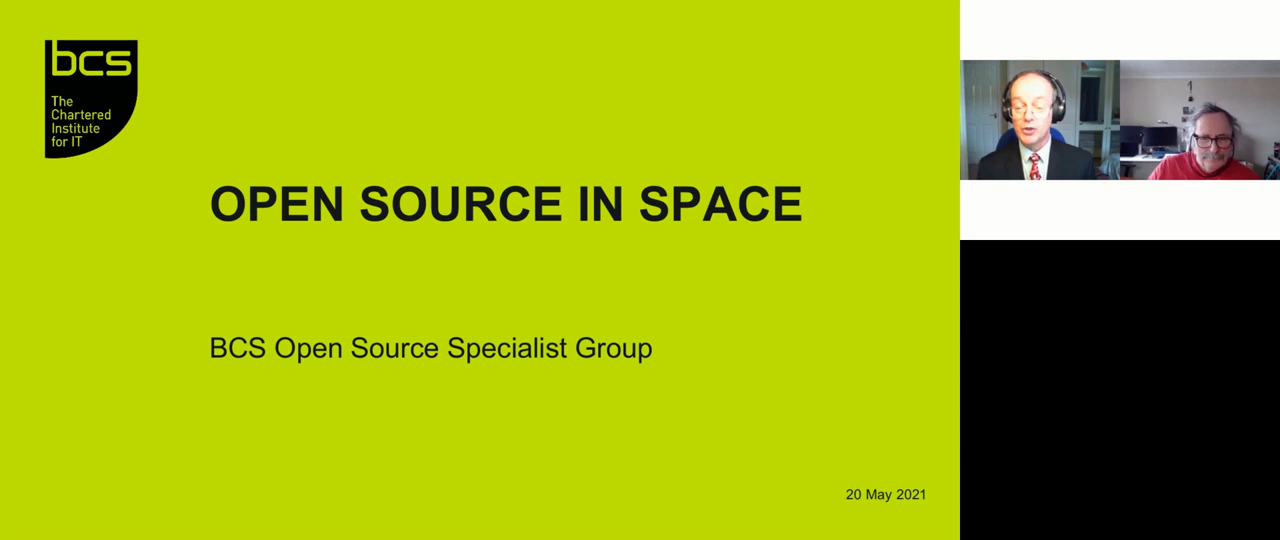 bcs
The
Chartered
Institute
for IT
OPEN SOURCE IN SPACE
BCS Open Source Specialist Group
20 May 2021